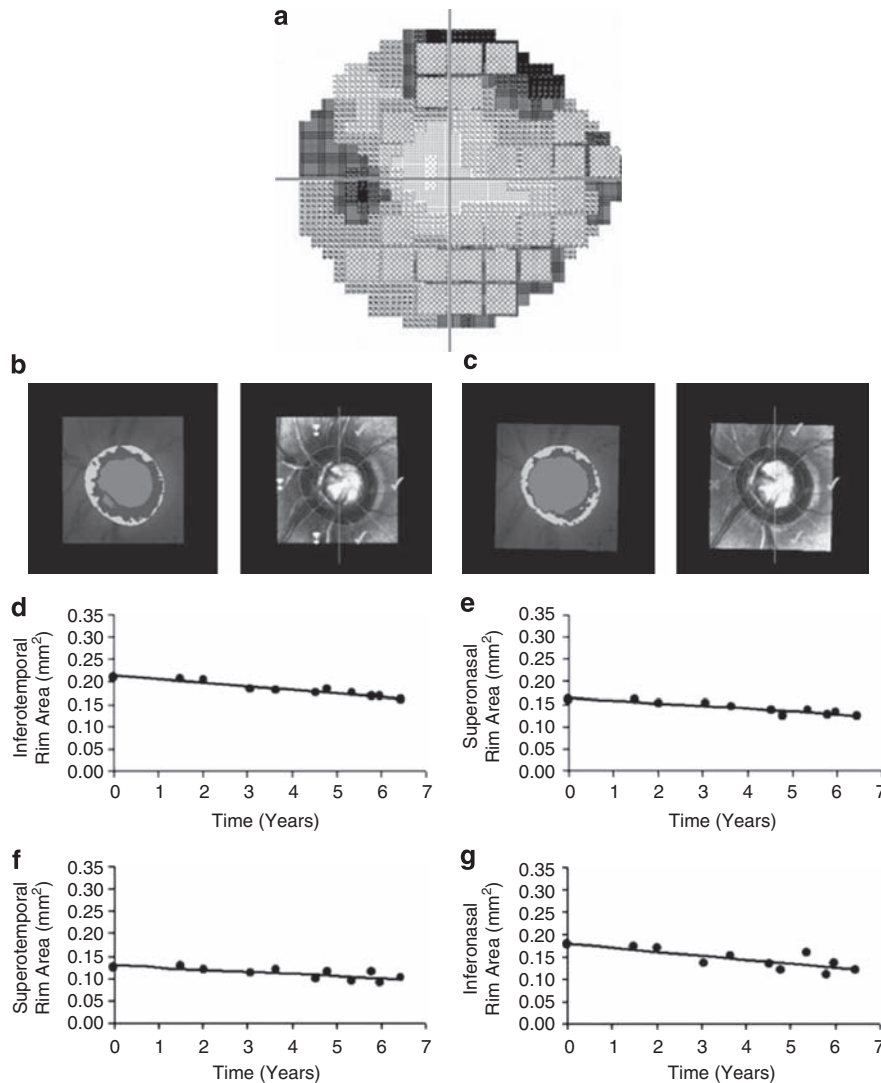 a
b
c
d
0.35
0.30
0.25
0.20
0.15
0.10
0.05
0.00
Inferotemporal
Rim Area (mm²)
0 1 2 3 4 5 6 7
Time (Years)
e
0.35
0.30
0.25
0.20
0.15
0.10
0.05
0.00
Superonasal
Rim Area (mm²)
0 1 2 3 4 5 6 7
Time (Years)
f
0.35
0.30
0.25
0.20
0.15
0.10
0.05
0.00
Superotemporal
Rim Area (mm²)
0 1 2 3 4 5 6 7
Time (Years)
g
0.35
0.30
0.25
0.20
0.15
0.10
0.05
0.00
Inferonasal
Rim Area (mm²)
0 1 2 3 4 5 6 7
Time (Years)